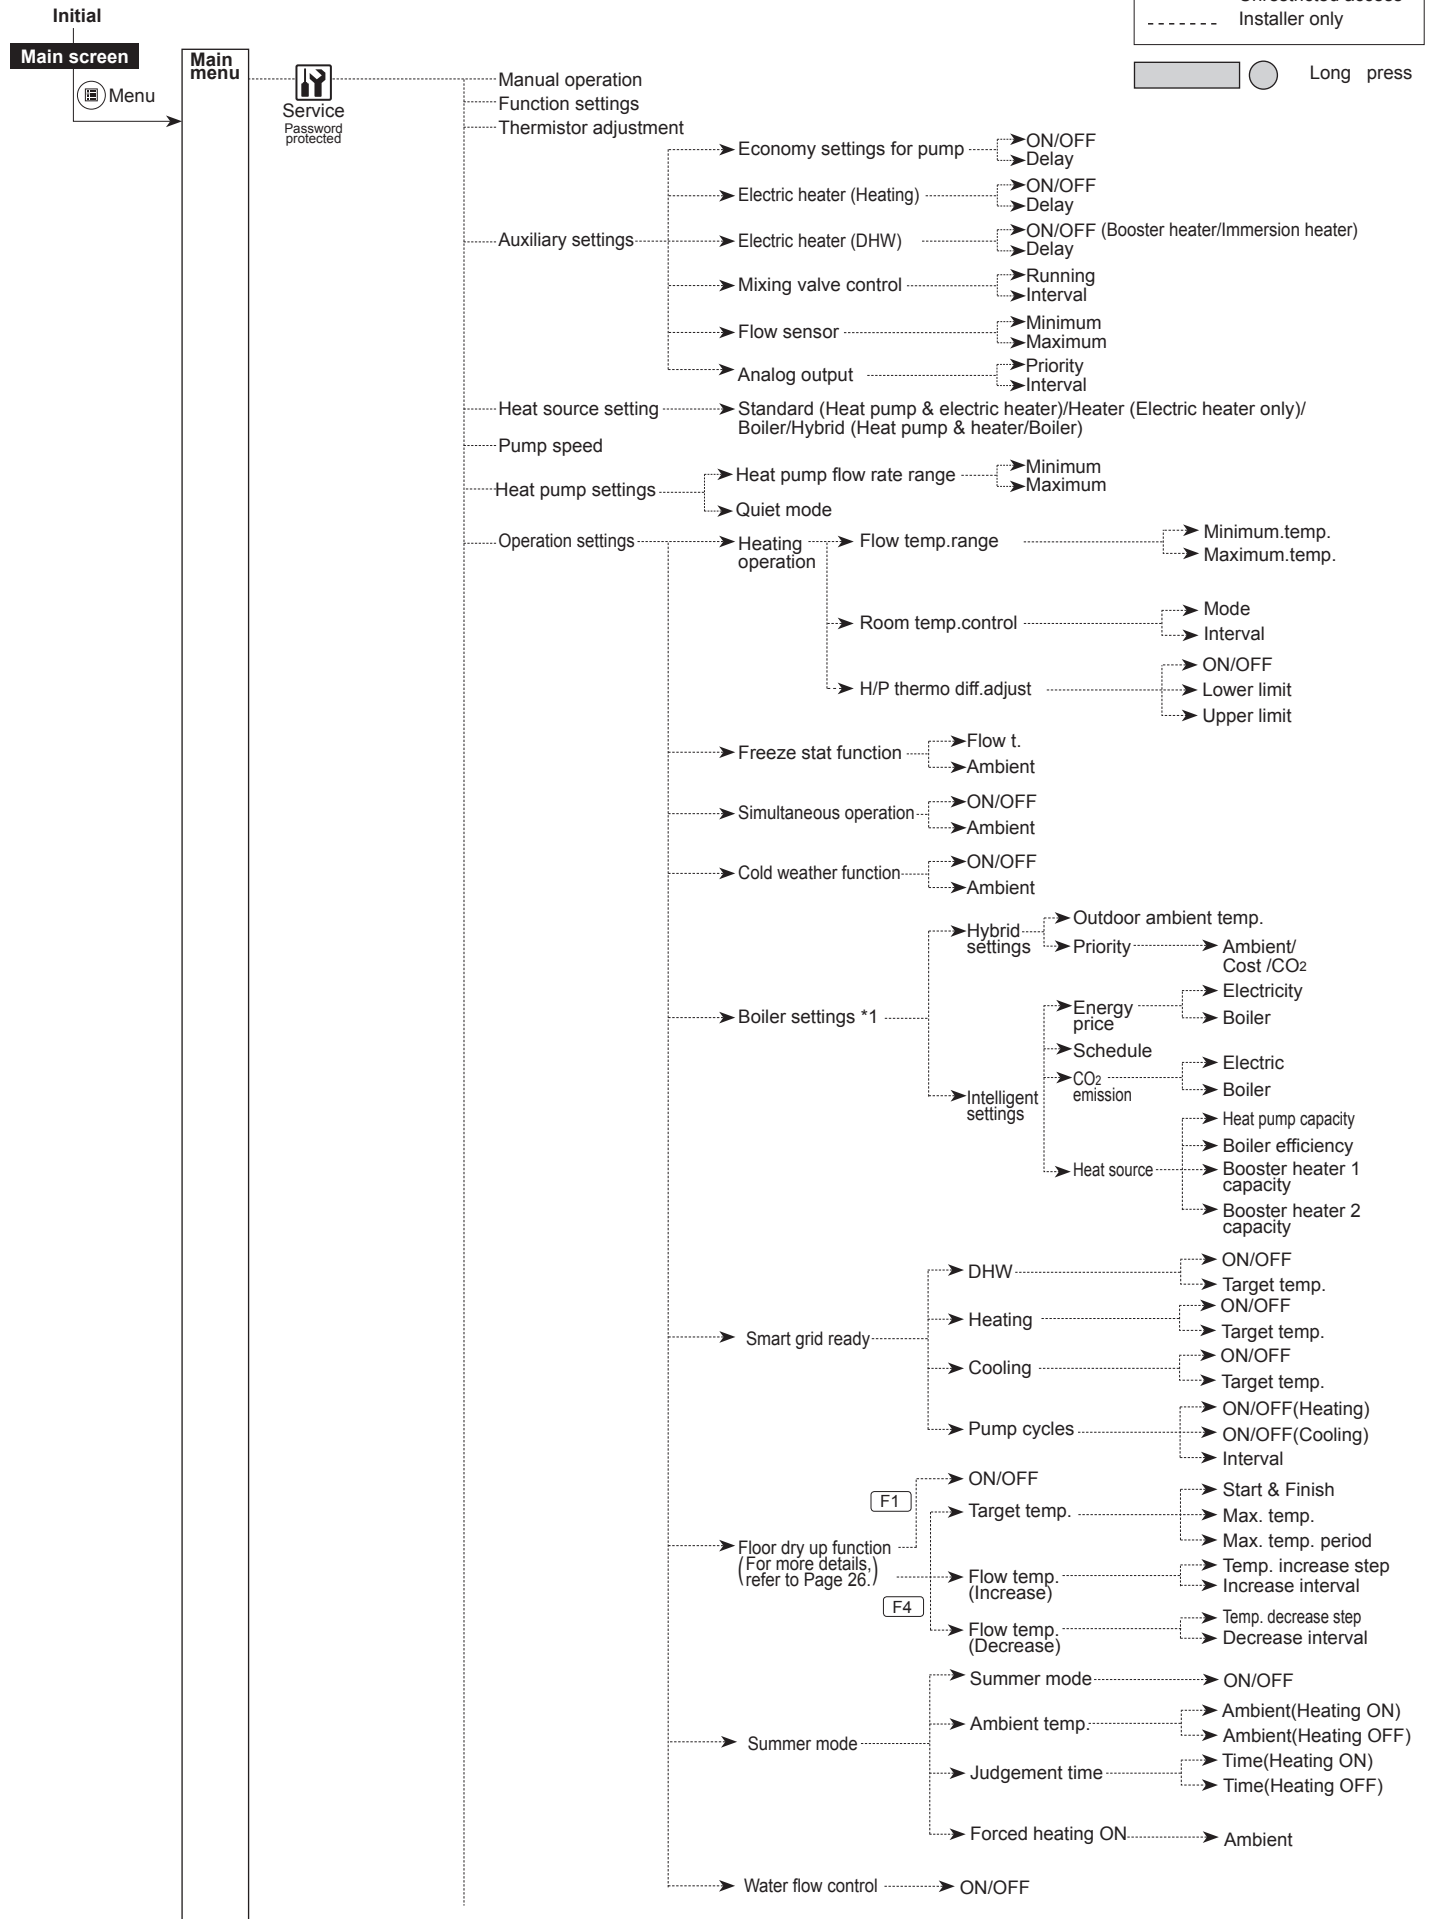 Initial
Main screen
Menu
Main
menu
Service
Password
protected
Installer only
Long press
Manual operation
Function settings
Thermistor adjustment
Auxiliary settings
Economy settings for pump
ON/OFF
Delay
Electric heater (Heating)
ON/OFF
Delay
Electric heater (DHW)
ON/OFF (Booster heater/Immersion heater)
Delay
Mixing valve control
Running
Interval
Flow sensor
Minimum
Maximum
Analog output
Priority
Interval
Heat source setting
Standard (Heat pump & electric heater)/Heater (Electric heater only)/
Boiler/Hybrid (Heat pump & heater/Boiler)
Pump speed
Heat pump settings
Heat pump flow rate range
Minimum
Maximum
Quiet mode
Operation settings
Heating
operation
Flow temp.range
Minimum.temp.
Maximum.temp.
Room temp.control
Mode
Interval
H/P thermo diff.adjust
ON/OFF
Lower limit
Upper limit
Freeze stat function
Flow t.
Ambient
Simultaneous operation
ON/OFF
Ambient
Cold weather function
ON/OFF
Ambient
Boiler settings *1
Hybrid
settings
Outdoor ambient temp.
Priority
Ambient/
Cost /CO2
Intelligent
settings
Energy
price
Electricity
Boiler
Schedule
CO2
emission
Electric
Boiler
Heat source
Heat pump capacity
Boiler efficiency
Booster heater 1
capacity
Booster heater 2
capacity
Smart grid ready
DHW
ON/OFF
Target temp.
Heating
ON/OFF
Target temp.
Cooling
ON/OFF
Target temp.
Pump cycles
ON/OFF(Heating)
ON/OFF(Cooling)
Interval
Floor dry up function
(For more details,
refer to Page 26.)
F1
ON/OFF
F4
Target temp.
Start & Finish
Max. temp.
Max. temp. period
Flow temp.
(Increase)
Temp. increase step
Increase interval
Flow temp.
(Decrease)
Temp. decrease step
Decrease interval
Summer mode
Summer mode
ON/OFF
Ambient temp.
Ambient(Heating ON)
Ambient(Heating OFF)
Judgement time
Time(Heating ON)
Time(Heating OFF)
Forced heating ON
Ambient
Water flow control
ON/OFF